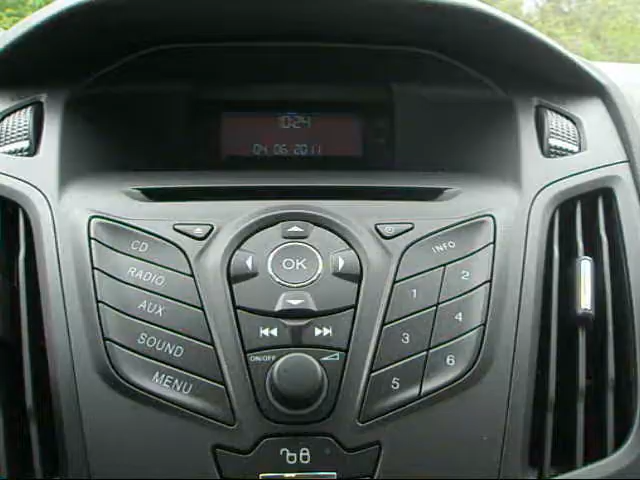 10:24
04.06.2011
CD
RADIO
AUX
SOUND
MENU
OK
ON/OFF
INFO
1 2
3 4
5 6